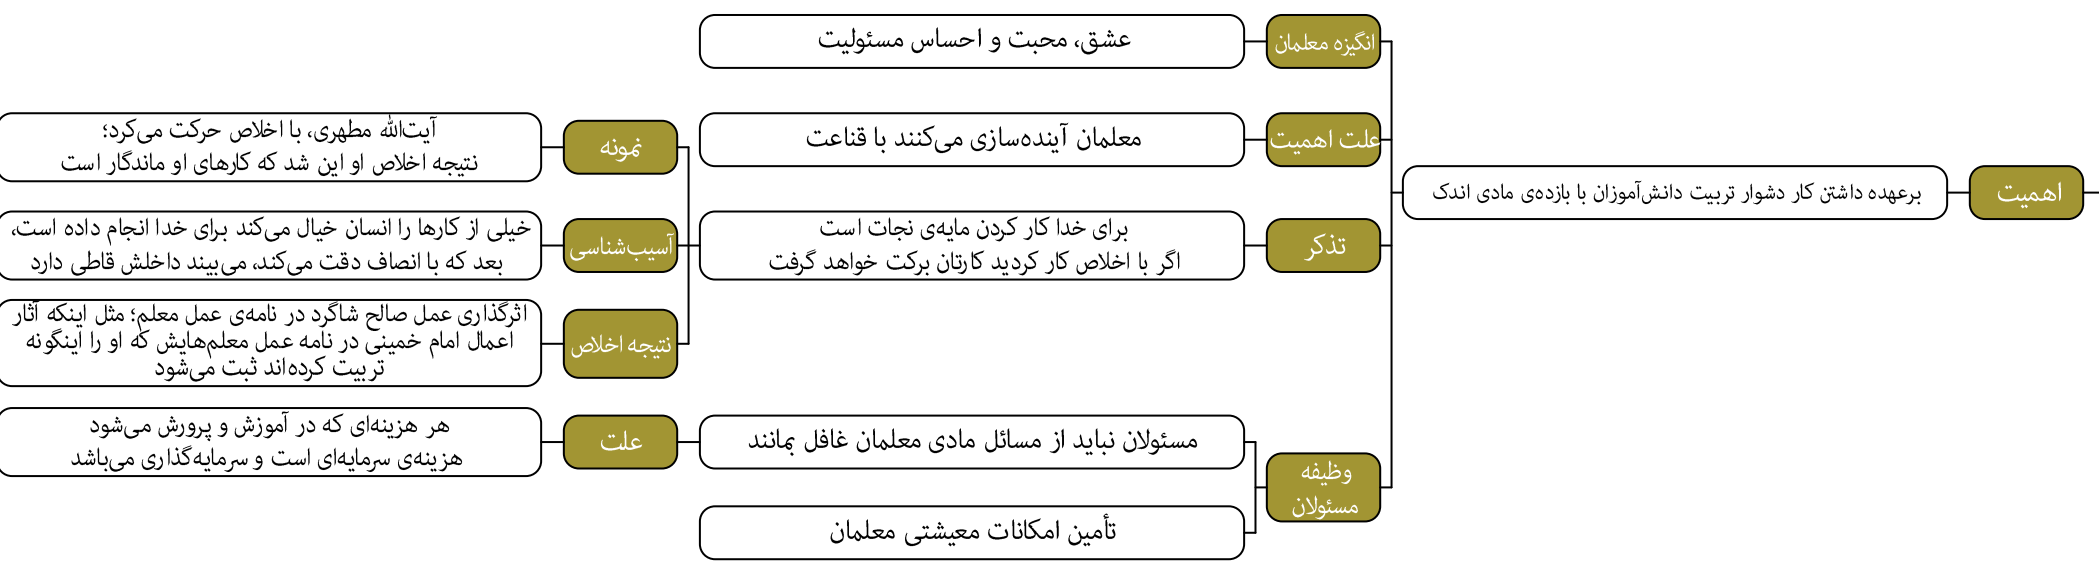 اهمیت
برعهده داشتن کار دشوار تربیت دانش‌آموزان با بازده‌ی مادی اندک
انگیزه معلمان
عشق، محبت و احساس مسئولیت
علت اهمیت
معلمان آینده‌سازی می‌کنند با قناعت
تذکر
برای خدا کار کردن مایه‌ی نجات است
اگر با اخلاص کار کردید کارتان برکت خواهد گرفت
نمونه
آیت‌الله مطهری، با اخلاص حرکت می‌کرد؛
نتیجه اخلاص او این شد که کارهای او ماندگار است
آسیب‌شناسی
خیلی از کارها را انسان خیال می‌کند برای خدا انجام داده است،
بعد که با انصاف دقت می‌کند، می‌بیند داخلش قاطی دارد
نتیجه اخلاص
اثرگذاری عمل صالح شاگرد در نامه‌ی عمل معلم؛ مثل اینکه آثار
اعمال امام خمینی در نامه عمل معلم‌هایش که او را اینگونه
تربیت کرده‌اند ثبت می‌شود
وظیفه
مسئولان
مسئولان نباید از مسائل مادی معلمان غافل بمانند
علت
هر هزینه‌ای که در آموزش و پرورش می‌شود
هزینه‌ی سرمایه‌ای است و سرمایه‌گذاری می‌باشد
تأمین امکانات معیشتی معلمان